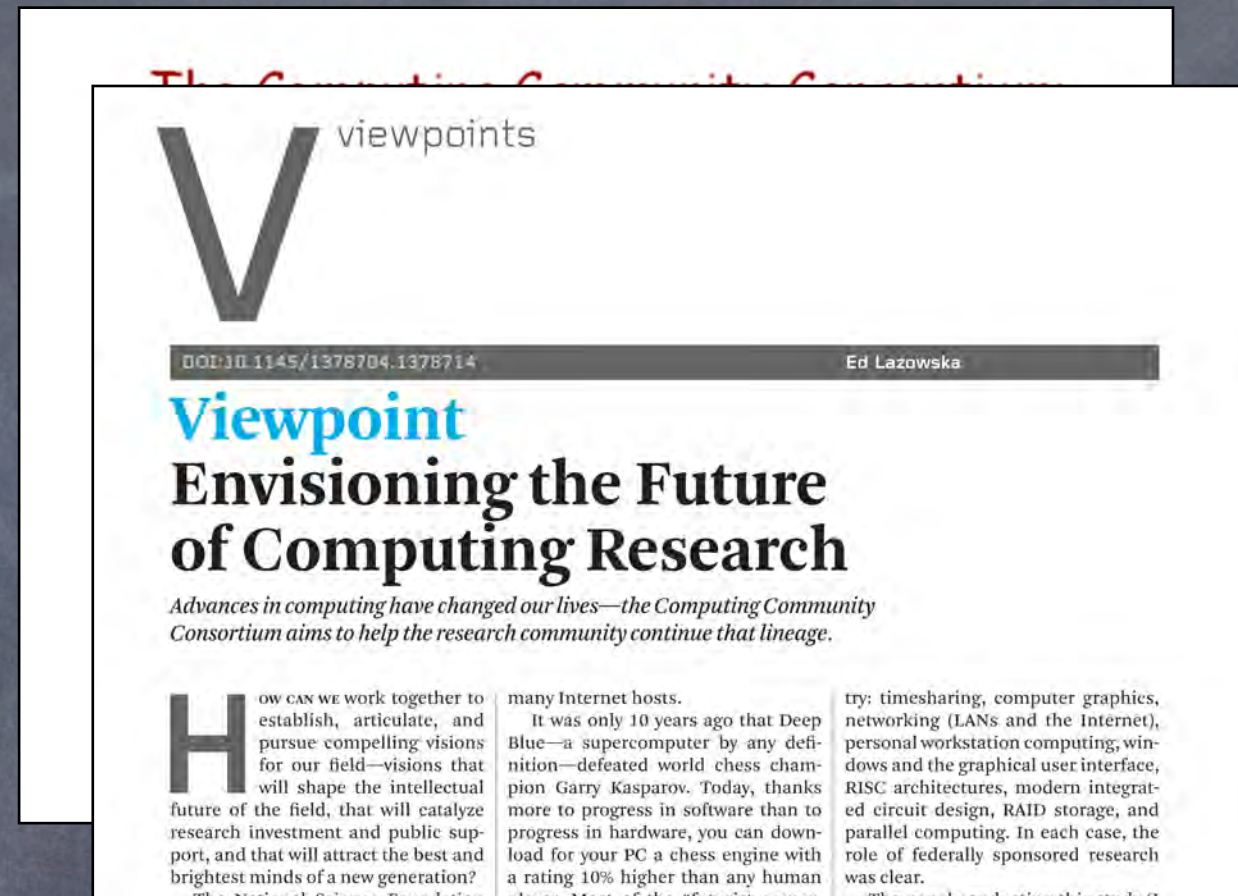 viewpoints
DOI:10.1145/1378704.1378714 Ed Lazowska
Viewpoint
Envisioning the Future
of Computing Research
Advances in computing have changed our lives—the Computing Community
Consortium aims to help the research community continue that lineage.
HOW CAN WE work together to
establish, articulate, and
pursue compelling visions
for our field—visions that
will shape the intellectual
future of the field, that will catalyze
research investment and public sup-
port, and that will attract the best and
brightest minds of a new generation?
many Internet hosts.
It was only 10 years ago that Deep
Blue—a supercomputer by any defi-
nition—defeated world chess cham-
pion Garry Kasparov. Today, thanks
more to progress in software than to
progress in hardware, you can down-
load for your PC a chess engine with
a rating 10% higher than any human
try: timesharing, computer graphics,
networking (LANs and the Internet),
personal workstation computing, win-
dows and the graphical user interface,
RISC architectures, modern integrat-
ed circuit design, RAID storage, and
parallel computing. In each case, the
role of federally sponsored research
was clear.